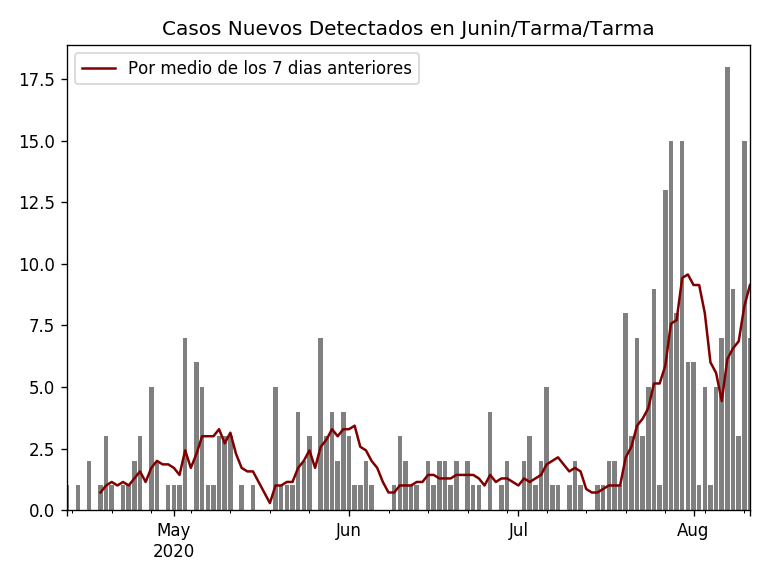 Casos Nuevos Detectados en Junin/Tarma/Tarma
Por medio de los 7 dias anteriores
17.5
15.0
12.5
10.0
7.5
5.0
2.5
0.0
May
2020
Jun
Jul
Aug